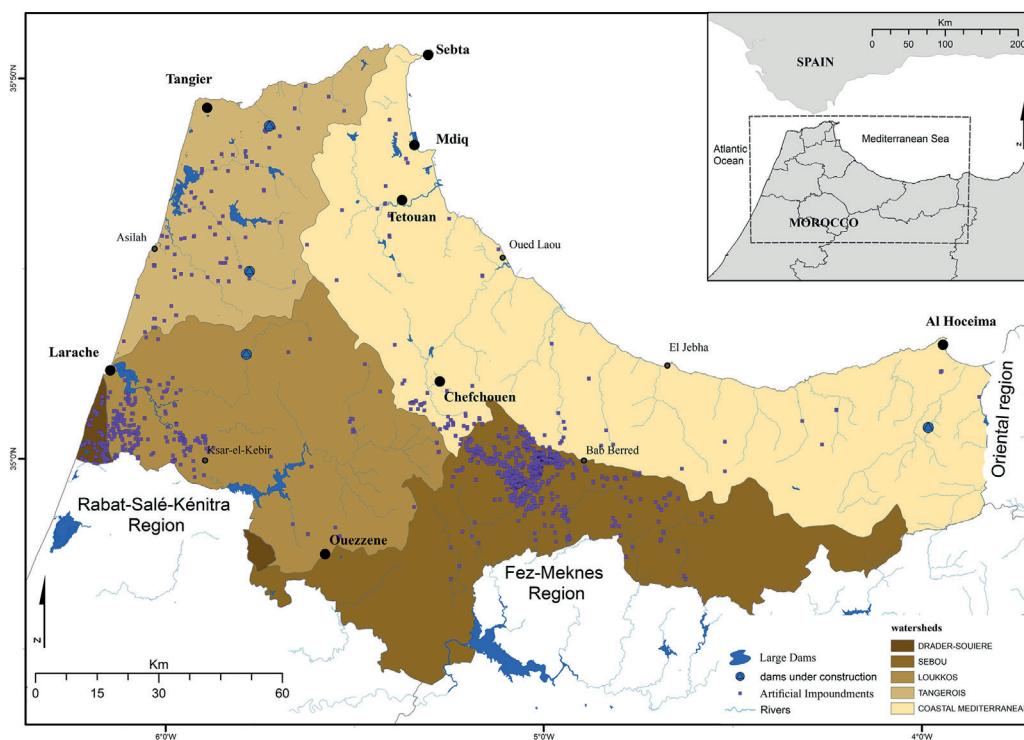 Km
0 50 100 150 200
SPAIN
Atlantic
Ocean
Mediterranean Sea
MOROCCO
z
35°50'
Sebta
Tangier
Mdiq
Tetouan
Asilah
Oued Laou
Larache
Al Hoceima
El Jebha
Chefchouen
Ksar-el-Kebir
Bab Berred
Oriental region
Rabat-Salé-Kénitra
Region
Ouezzene
Fez-Meknes
Region
z
Km
0 15 30 45 60
Large Dams
dams under construction
Artificial Impoundments
Rivers
watersheds
DRADER-SOUIERE
SEBOU
LOUKKOS
TANGEROIS
COASTAL MEDITERRANEAN
6°0'W
5°0'W
4°0'W